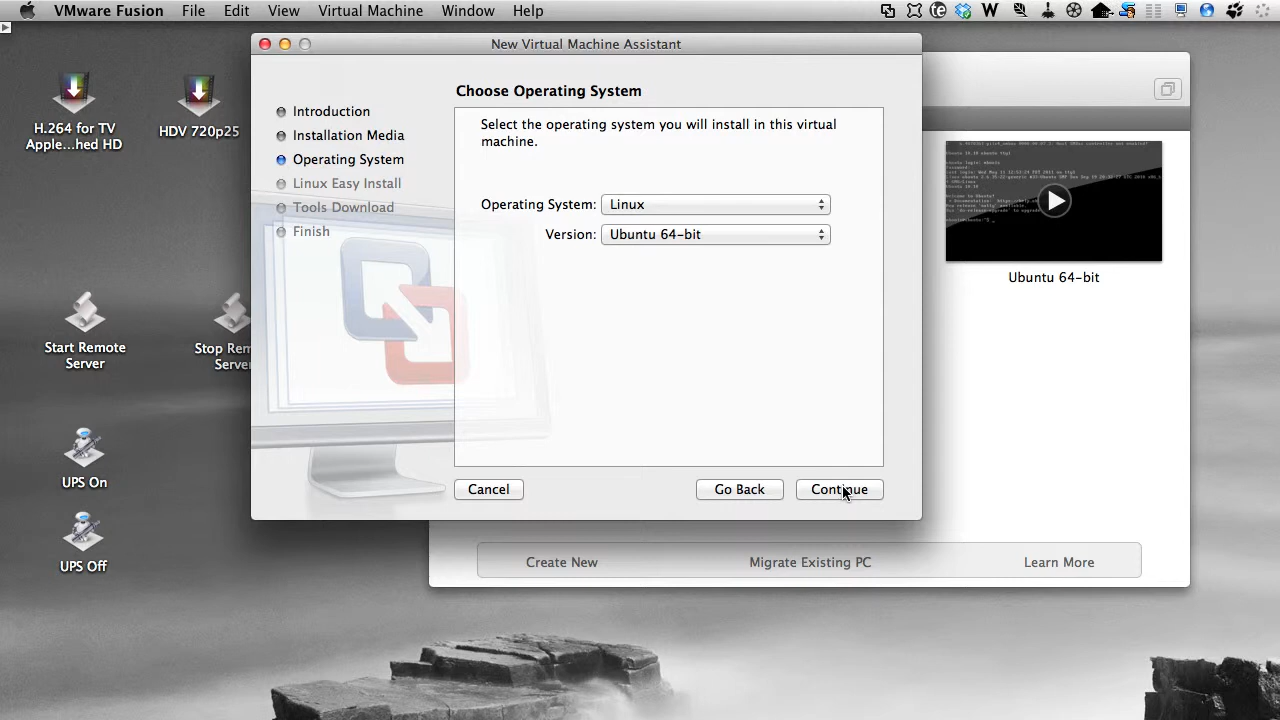 VMware Fusion File Edit View Virtual Machine Window Help
New Virtual Machine Assistant
Choose Operating System
Introduction
Installation Media
Operating System
Linux Easy Install
Tools Download
Finish
Select the operating system you will install in this virtual
machine.
Operating System: Linux
Version: Ubuntu 64-bit
Cancel
Go Back
Continue
H.264 for TV
Apple...hed HD
HDV 720p25
Start Remote
Server
Stop Rem
Serve
UPS On
UPS Off
Ubuntu 64-bit
Create New
Migrate Existing PC
Learn More